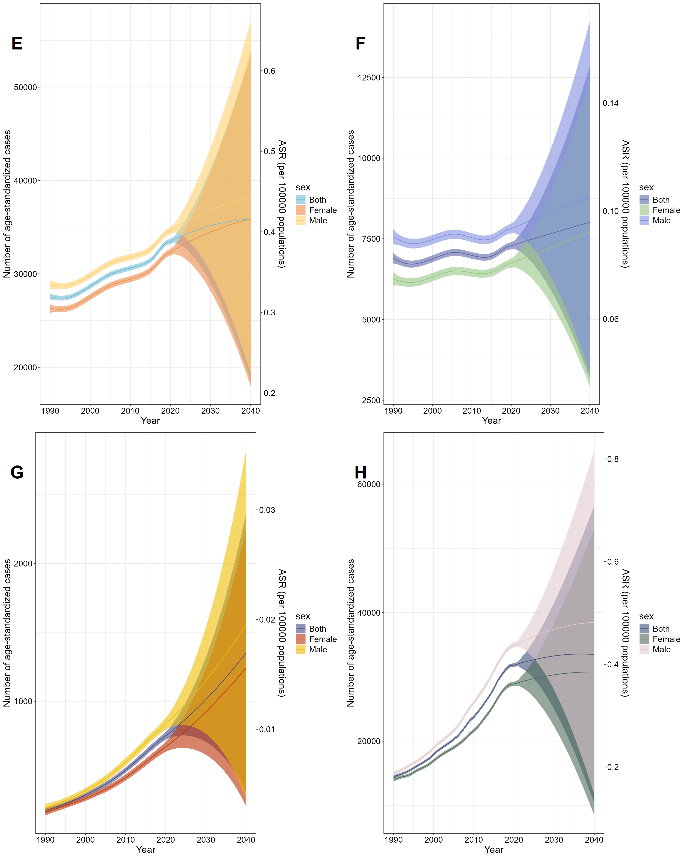 E
50000
40000
30000
20000
0.6
0.5
0.4
0.3
0.2
1990
2000
2010
2020
2030
2040
Year
Number of age-standardized cases
ASR (per 100000 populations)
sex
Both
Female
Male
F
12500
10000
7500
5000
2500
0.14
0.10
0.05
1990
2000
2010
2020
2030
2040
Year
Number of age-standardized cases
ASR (per 100000 populations)
sex
Both
Female
Male
G
2000
1000
0.03
0.02
0.01
1990
2000
2010
2020
2030
2040
Year
Number of age-standardized cases
ASR (per 100000 populations)
sex
Both
Female
Male
H
60000
40000
20000
0.8
0.6
0.4
0.2
1990
2000
2010
2020
2030
2040
Year
Number of age-standardized cases
ASR (per 100000 populations)
sex
Both
Female
Male